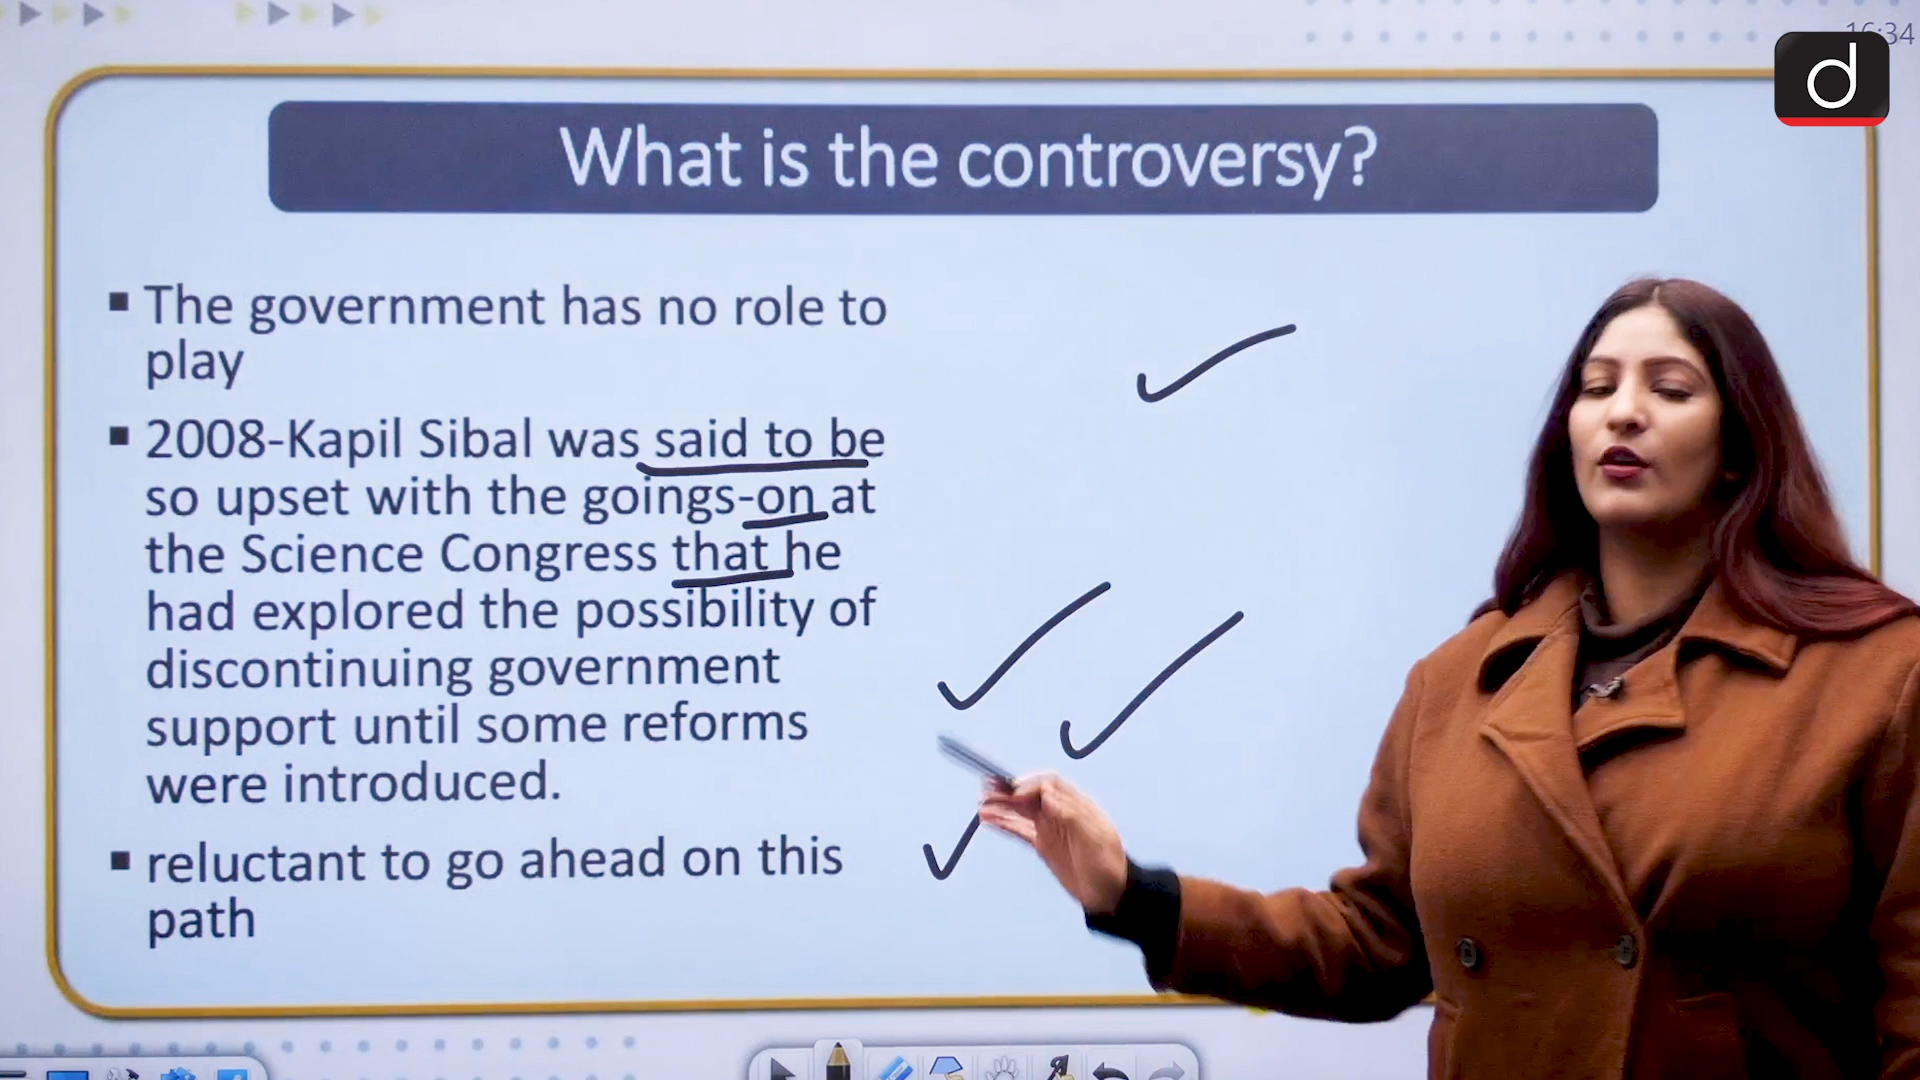 16:34
d
What is the controversy?
▪ The government has no role to
play
▪ 2008-Kapil Sibal was said to be
so upset with the goings-on at
the Science Congress that he
had explored the possibility of
discontinuing government
support until some reforms
were introduced.
▪ reluctant to go ahead on this
path